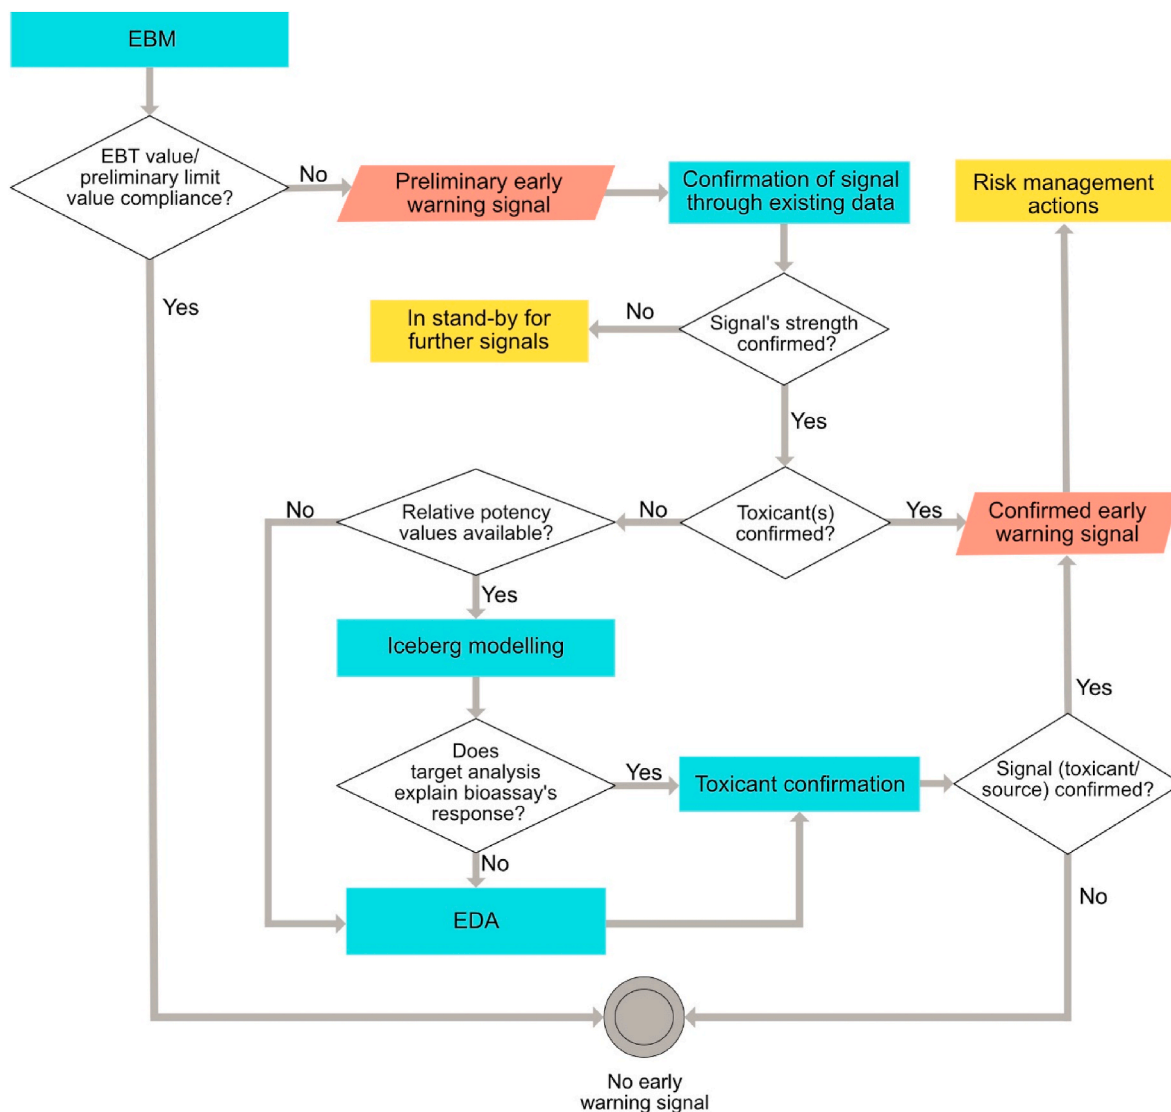 EBM
EBT value/
preliminary limit
value compliance?
No
Preliminary early
warning signal
Confirmation of signal
through existing data
Risk management
actions
Yes
In stand-by for
further signals
No
Signal's strength
confirmed?
Yes
No
Relative potency
values available?
No
Toxicant(s)
confirmed?
Yes
Confirmed early
warning signal
Yes
Iceberg modelling
Yes
Does
target analysis
explain bioassay's
response?
Yes
Toxicant confirmation
Signal (toxicant/
source) confirmed?
No
No
EDA
No early
warning signal